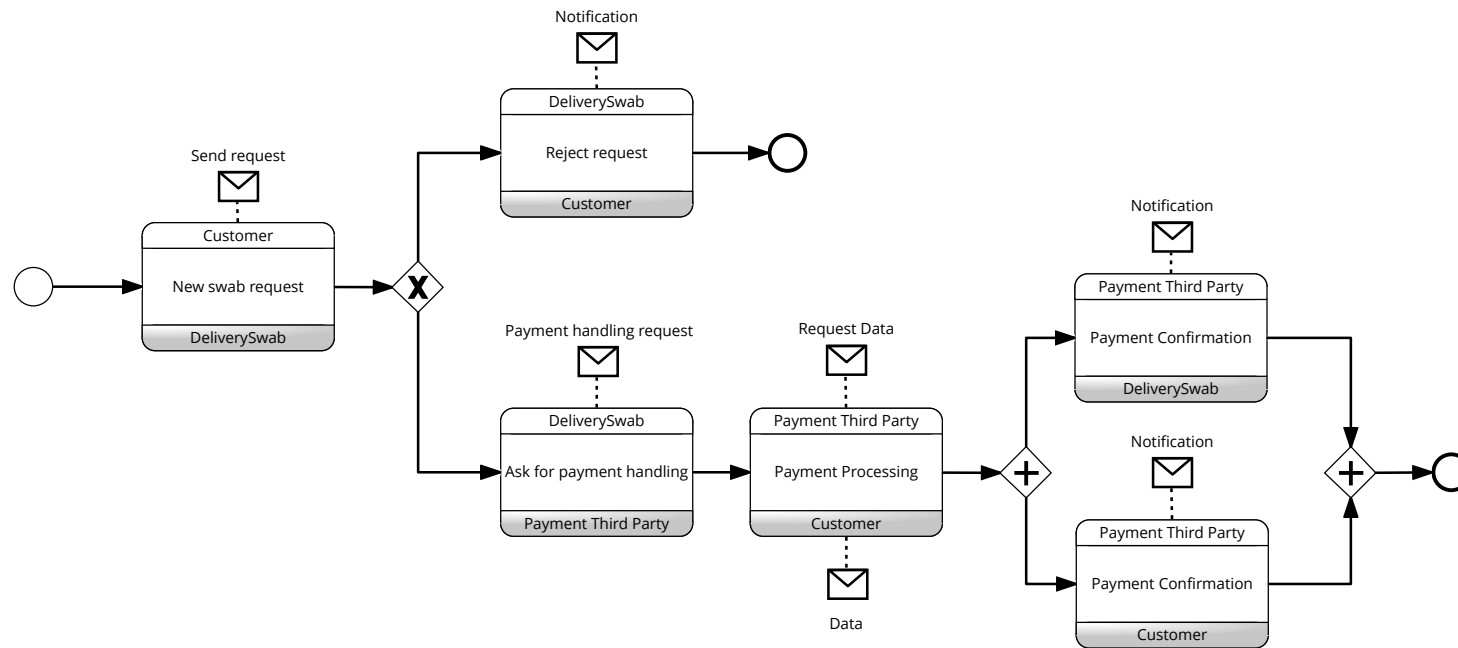 Notification
DeliverySwab
Reject request
Customer
Send request
Customer
New swab request
DeliverySwab
X
Payment handling request
DeliverySwab
Ask for payment handling
Payment Third Party
Request Data
Payment Third Party
Payment Processing
Customer
Data
Notification
Payment Third Party
Payment Confirmation
DeliverySwab
Notification
Payment Third Party
Payment Confirmation
Customer